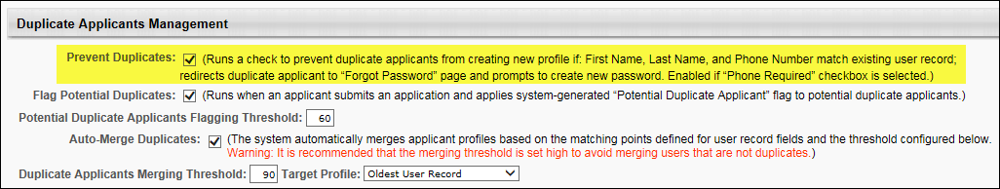 Duplicate Applicants Management
Prevent Duplicates: (Runs a check to prevent duplicate applicants from creating new profile if: First Name, Last Name, and Phone Number match existing user record;
redirects duplicate applicant to "Forgot Password" page and prompts to create new password. Enabled if "Phone Required" checkbox is selected.)
Flag Potential Duplicates: (Runs when an applicant submits an application and applies system-generated "Potential Duplicate Applicant" flag to potential duplicate applicants.)
Potential Duplicate Applicants Flagging Threshold: 60
Auto-Merge Duplicates: (The system automatically merges applicant profiles based on the matching points defined for user record fields and the threshold configured below.
Warning: It is recommended that the merging threshold is set high to avoid merging users that are not duplicates.)
Duplicate Applicants Merging Threshold: 90 Target Profile: Oldest User Record